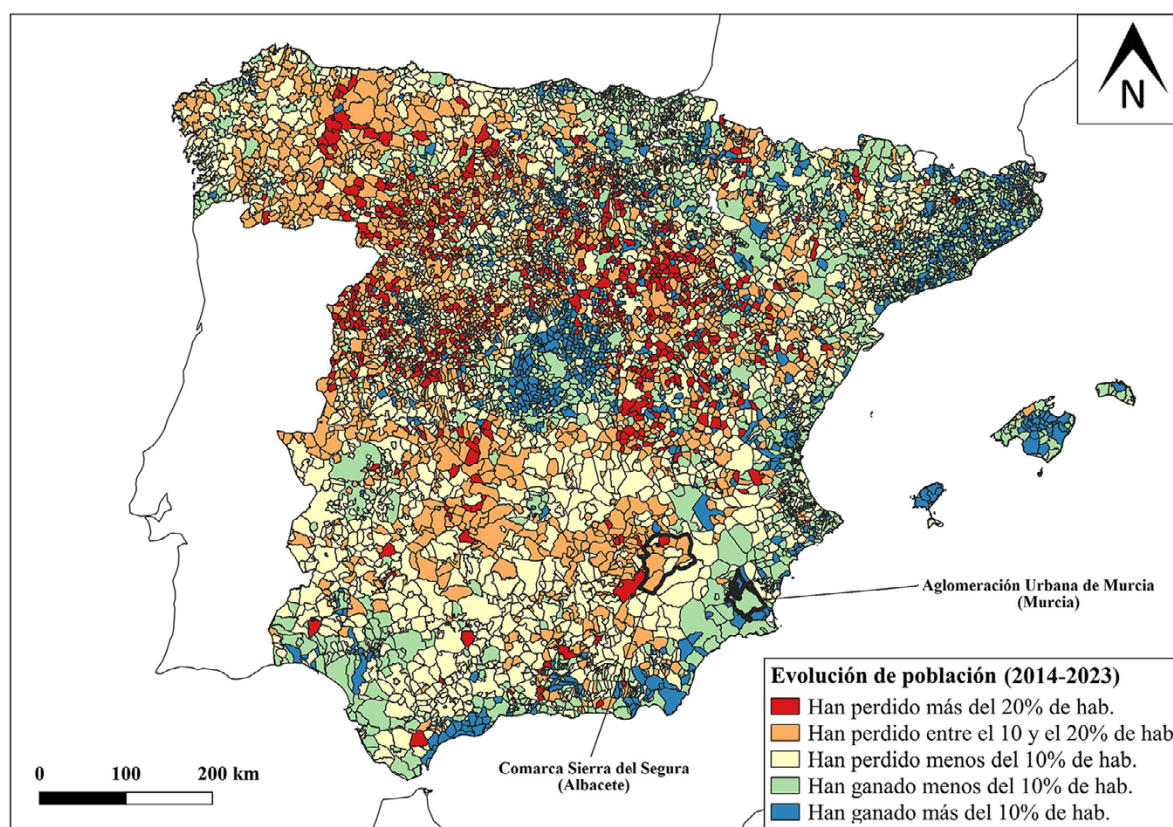 N
Aglomeración Urbana de Murcia
(Murcia)
Comarca Sierra del Segura
(Albacete)
0 100 200 km
Evolución de población (2014-2023)
Han perdido más del 20% de hab.
Han perdido entre el 10 y el 20% de hab
Han perdido menos del 10% de hab.
Han ganado menos del 10% de hab.
Han ganado más del 10% de hab.